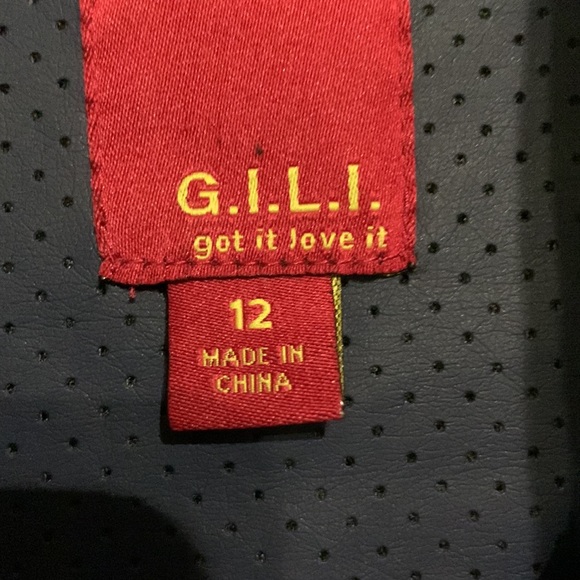 G.I.L.I.
got it love it
12
MADE IN
CHINA